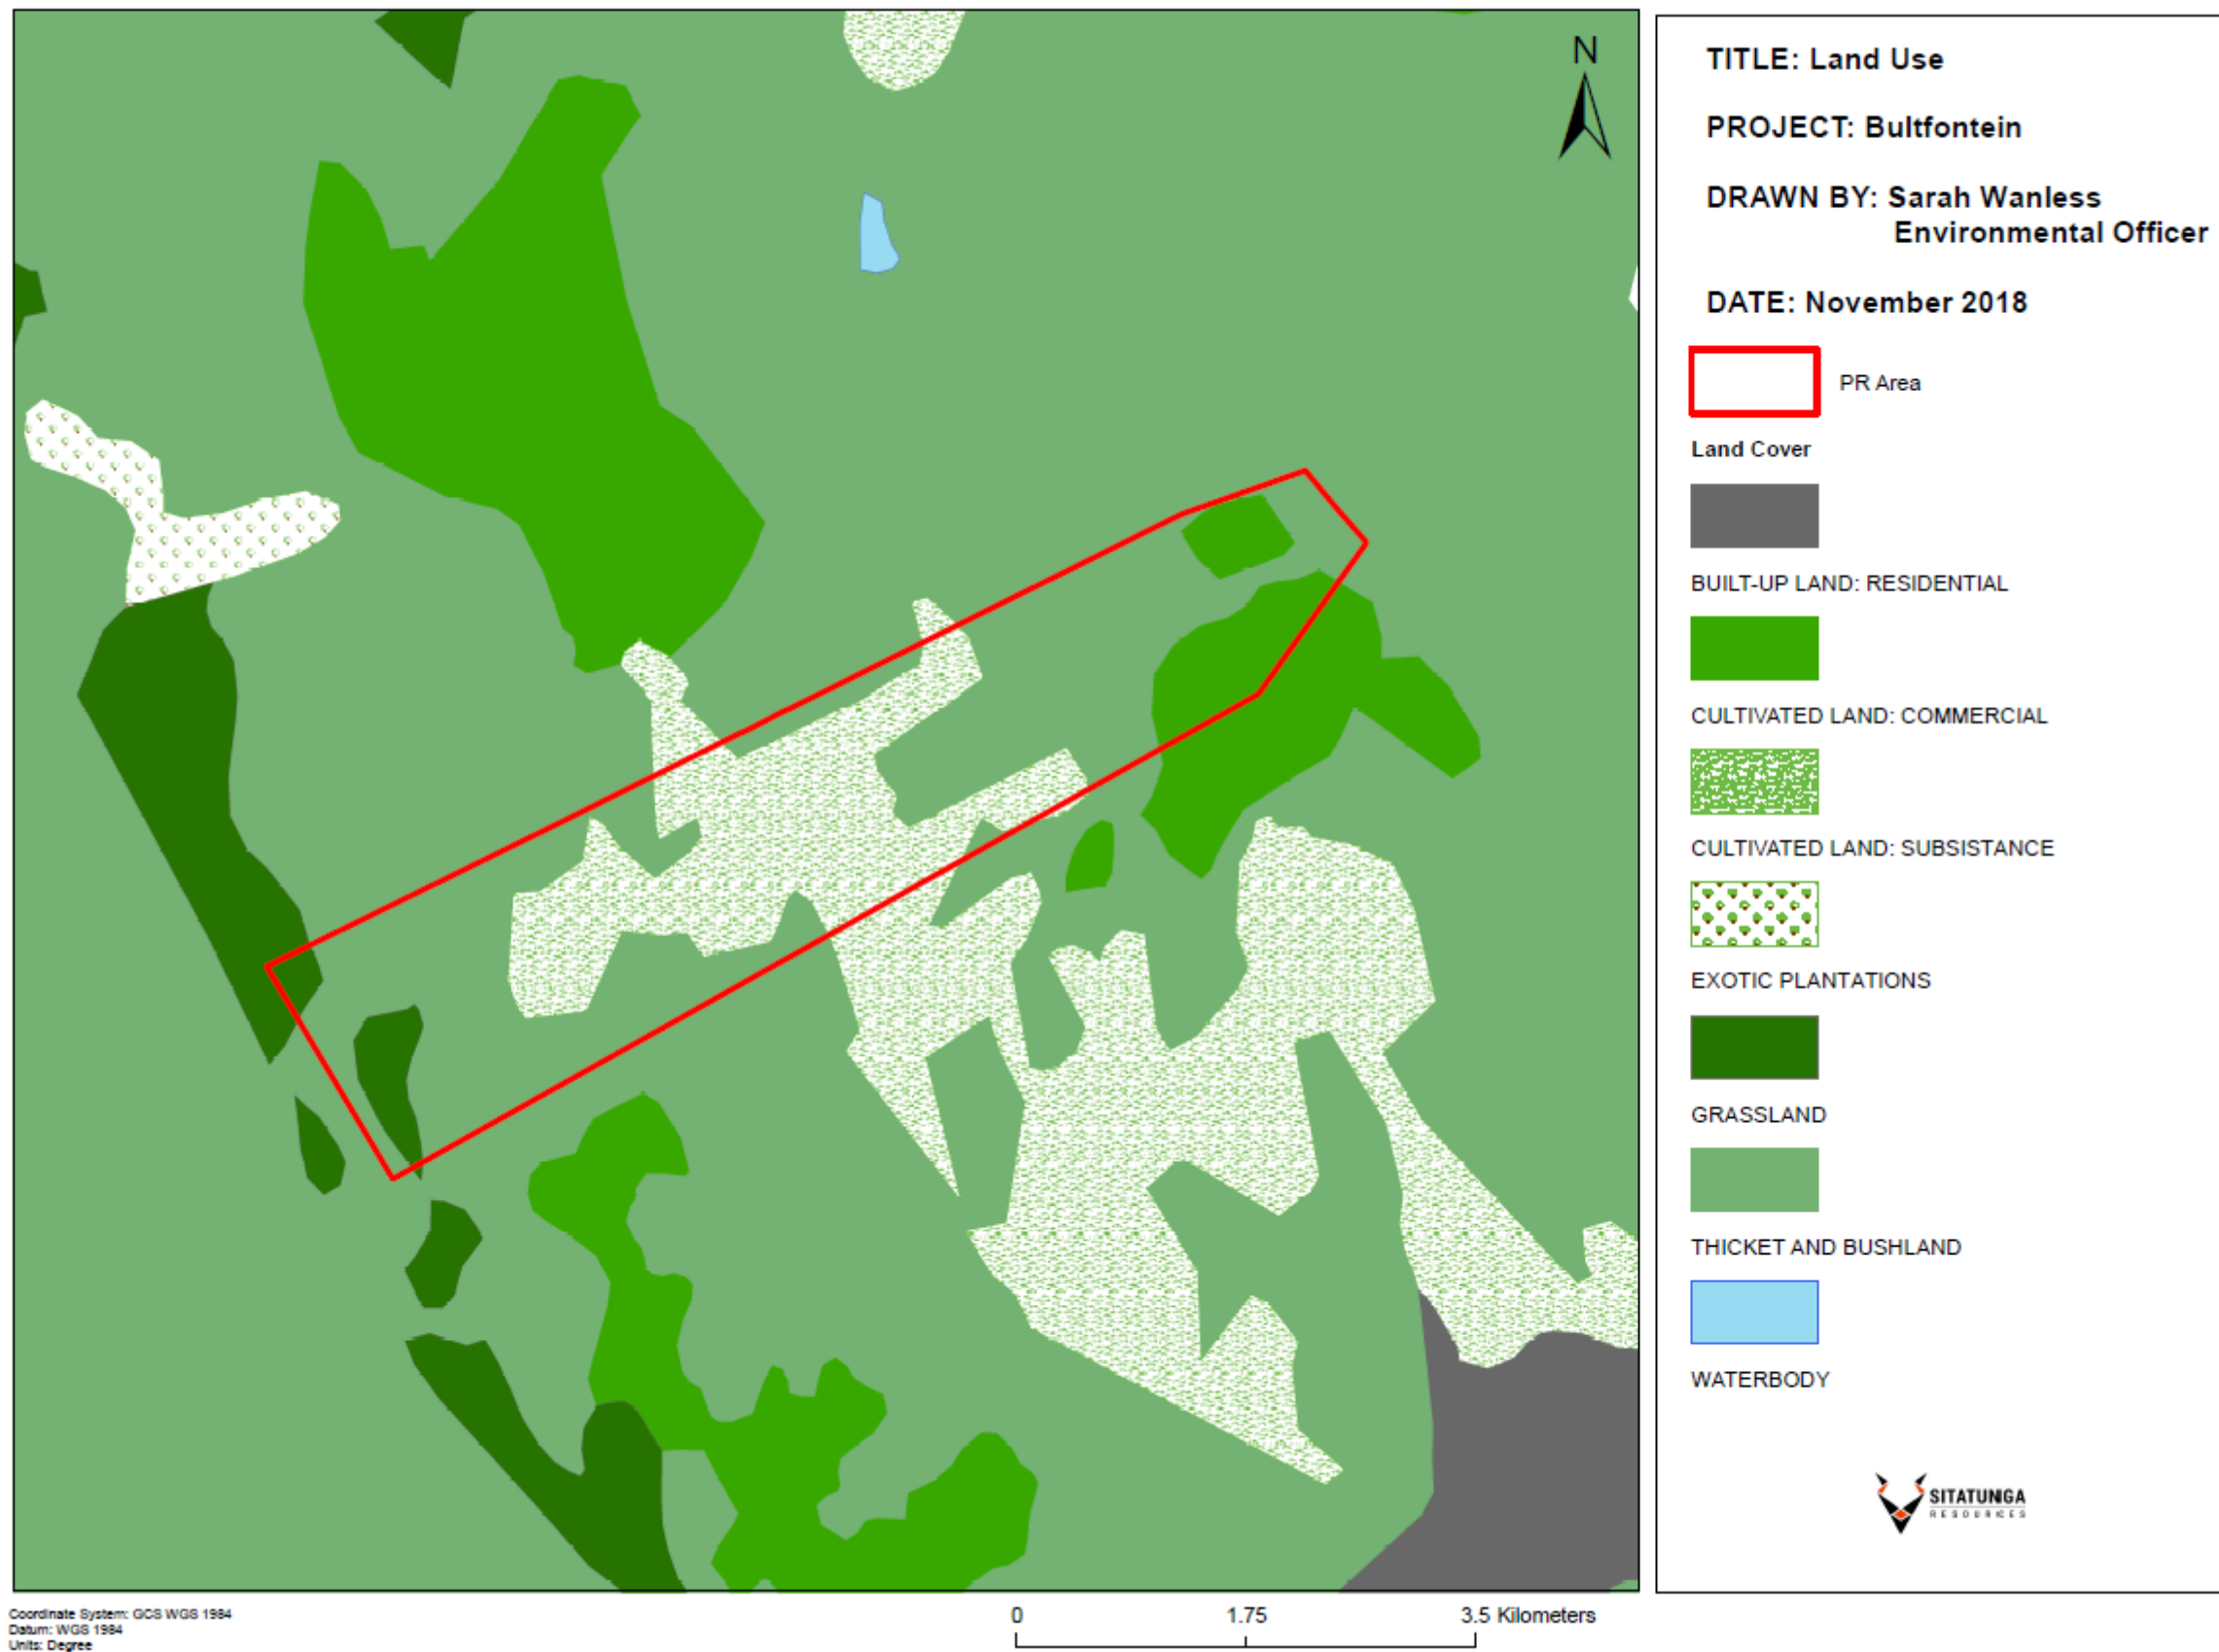 N
TITLE: Land Use
PROJECT: Bultfontein
DRAWN BY: Sarah Wanless
Environmental Officer
DATE: November 2018
PR Area
Land Cover
BUILT-UP LAND: RESIDENTIAL
CULTIVATED LAND: COMMERCIAL
CULTIVATED LAND: SUBSISTANCE
EXOTIC PLANTATIONS
GRASSLAND
THICKET AND BUSHLAND
WATERBODY
SITATUNGA
RESOURCES
Coordinate System: GCS WGS 1984
Datum: WGS 1984
Units: Degree
0 1.75 3.5 Kilometers